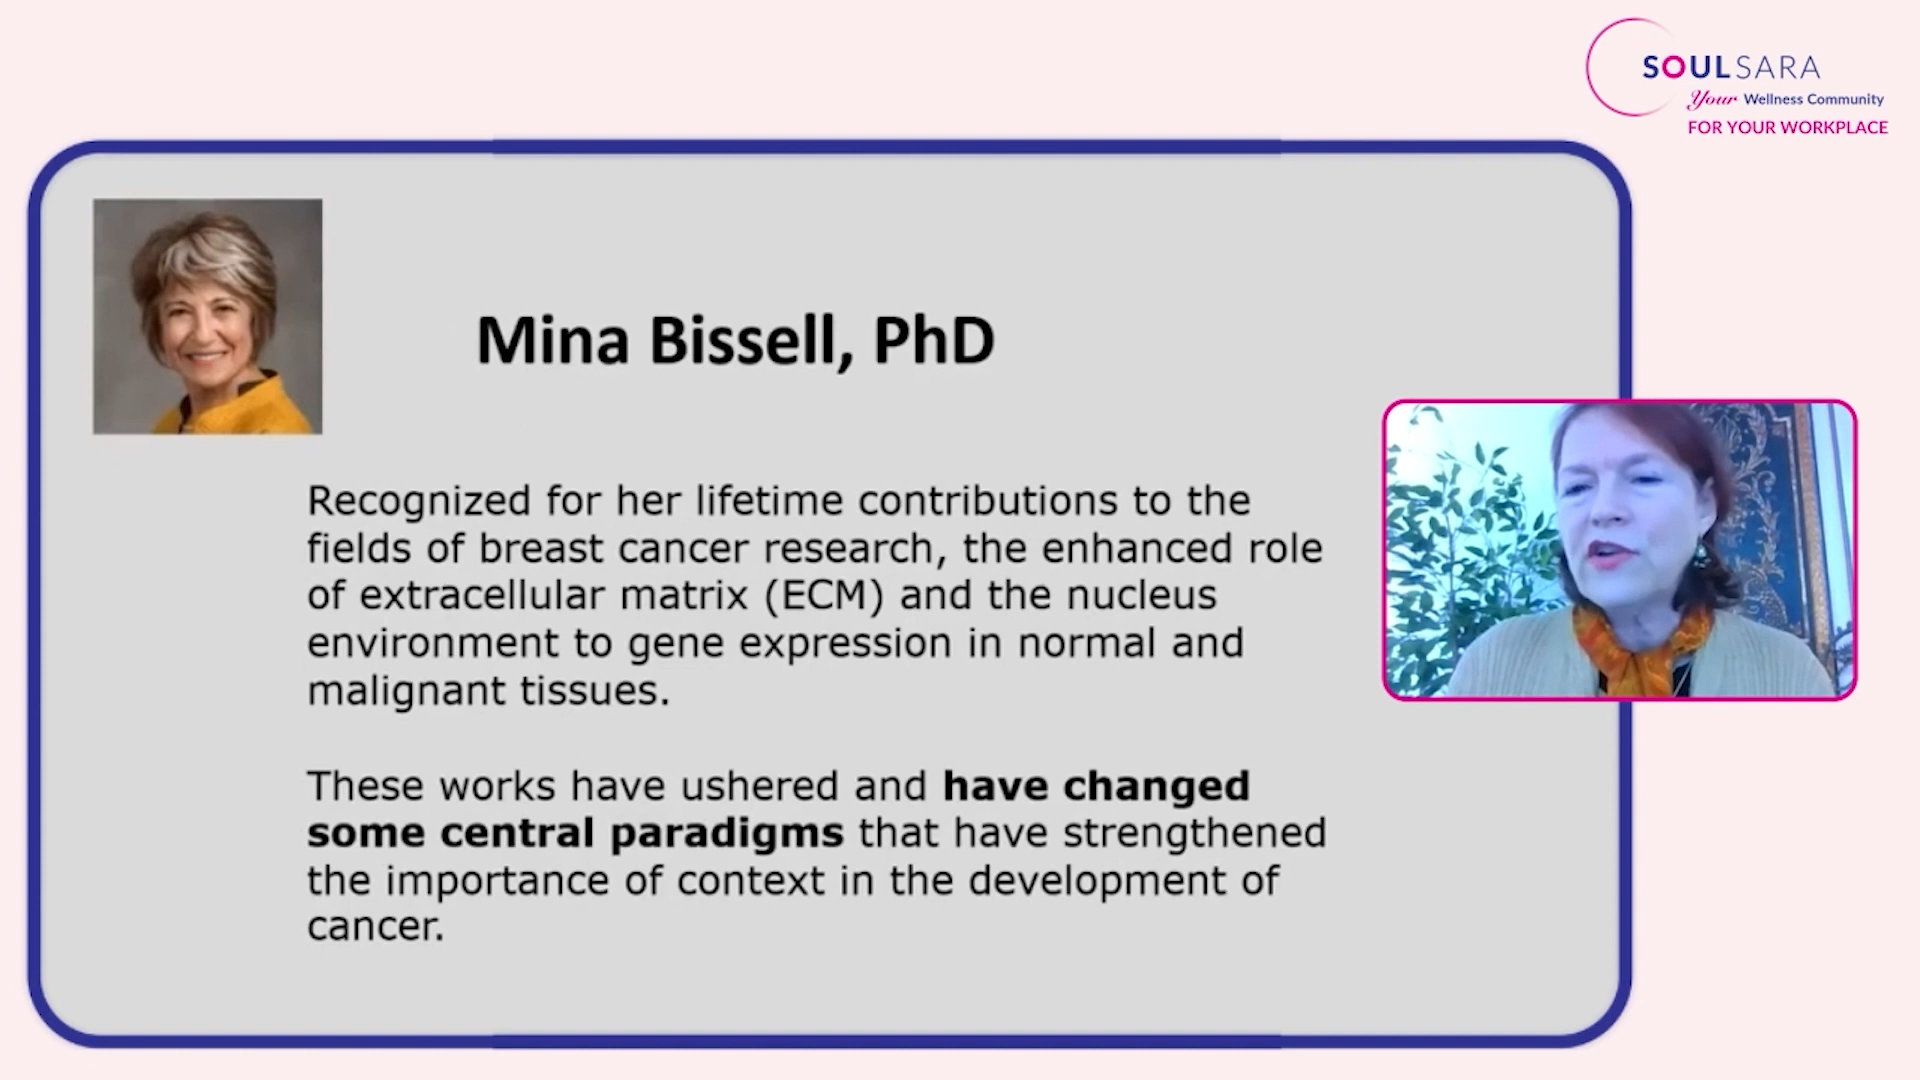 SOULSARA
Your Wellness Community
FOR YOUR WORKPLACE
Mina Bissell, PhD
Recognized for her lifetime contributions to the
fields of breast cancer research, the enhanced role
of extracellular matrix (ECM) and the nucleus
environment to gene expression in normal and
malignant tissues.
These works have ushered and have changed
some central paradigms that have strengthened
the importance of context in the development of
cancer.